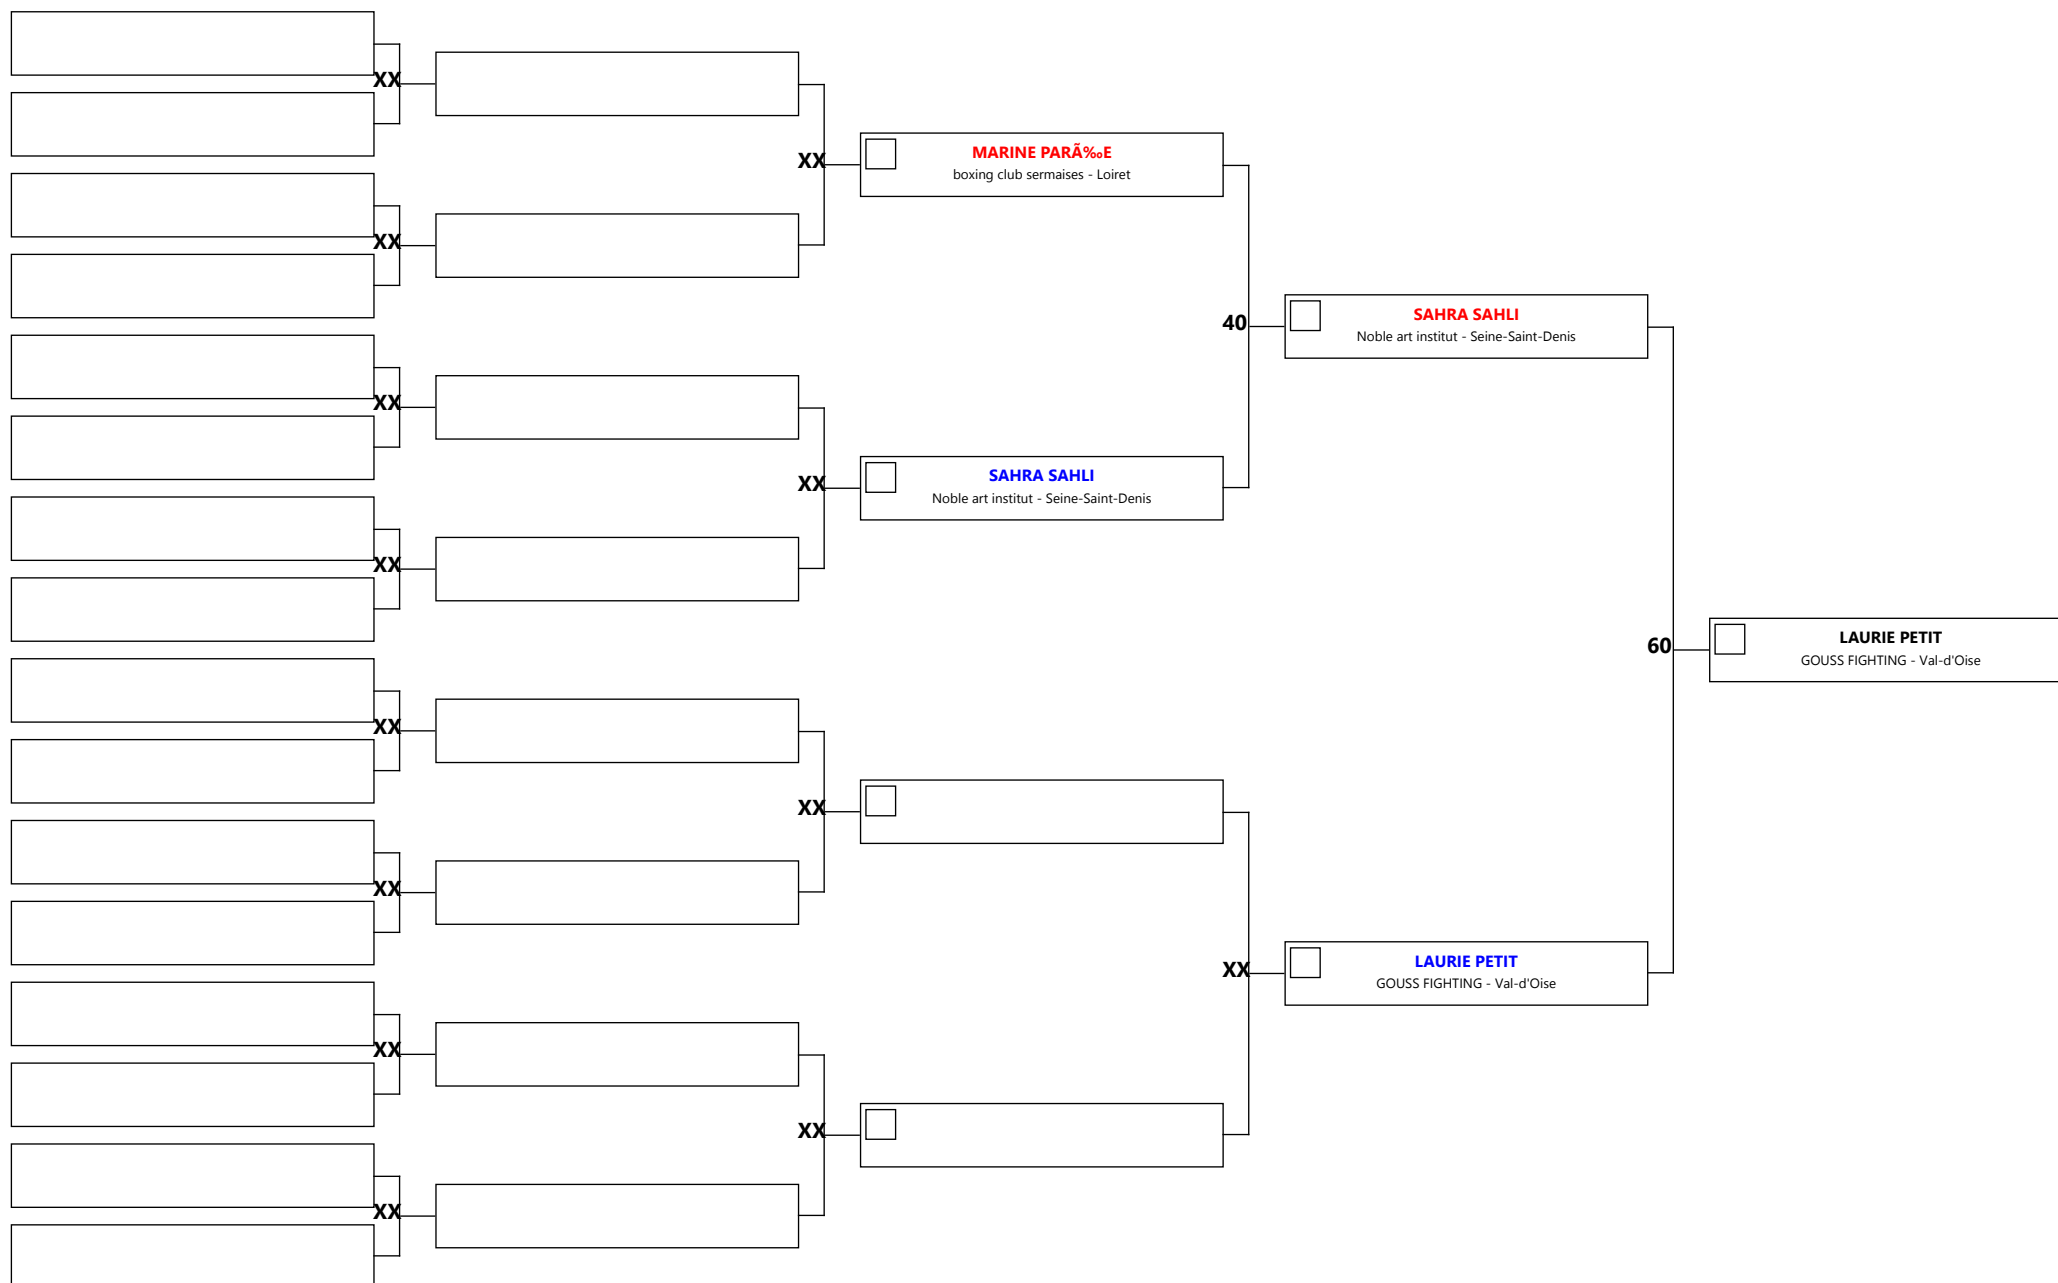 XX
XX
XX
MARINE PARÃ‰E
boxing club sermaises - Loiret
40
SAHRA SAHLI
Noble art institut - Seine-Saint-Denis
XX
XX
SAHRA SAHLI
Noble art institut - Seine-Saint-Denis
XX
60
LAURIE PETIT
GOUSS FIGHTING - Val-d'Oise
XX
XX
XX
XX
LAURIE PETIT
GOUSS FIGHTING - Val-d'Oise
XX
XX
XX